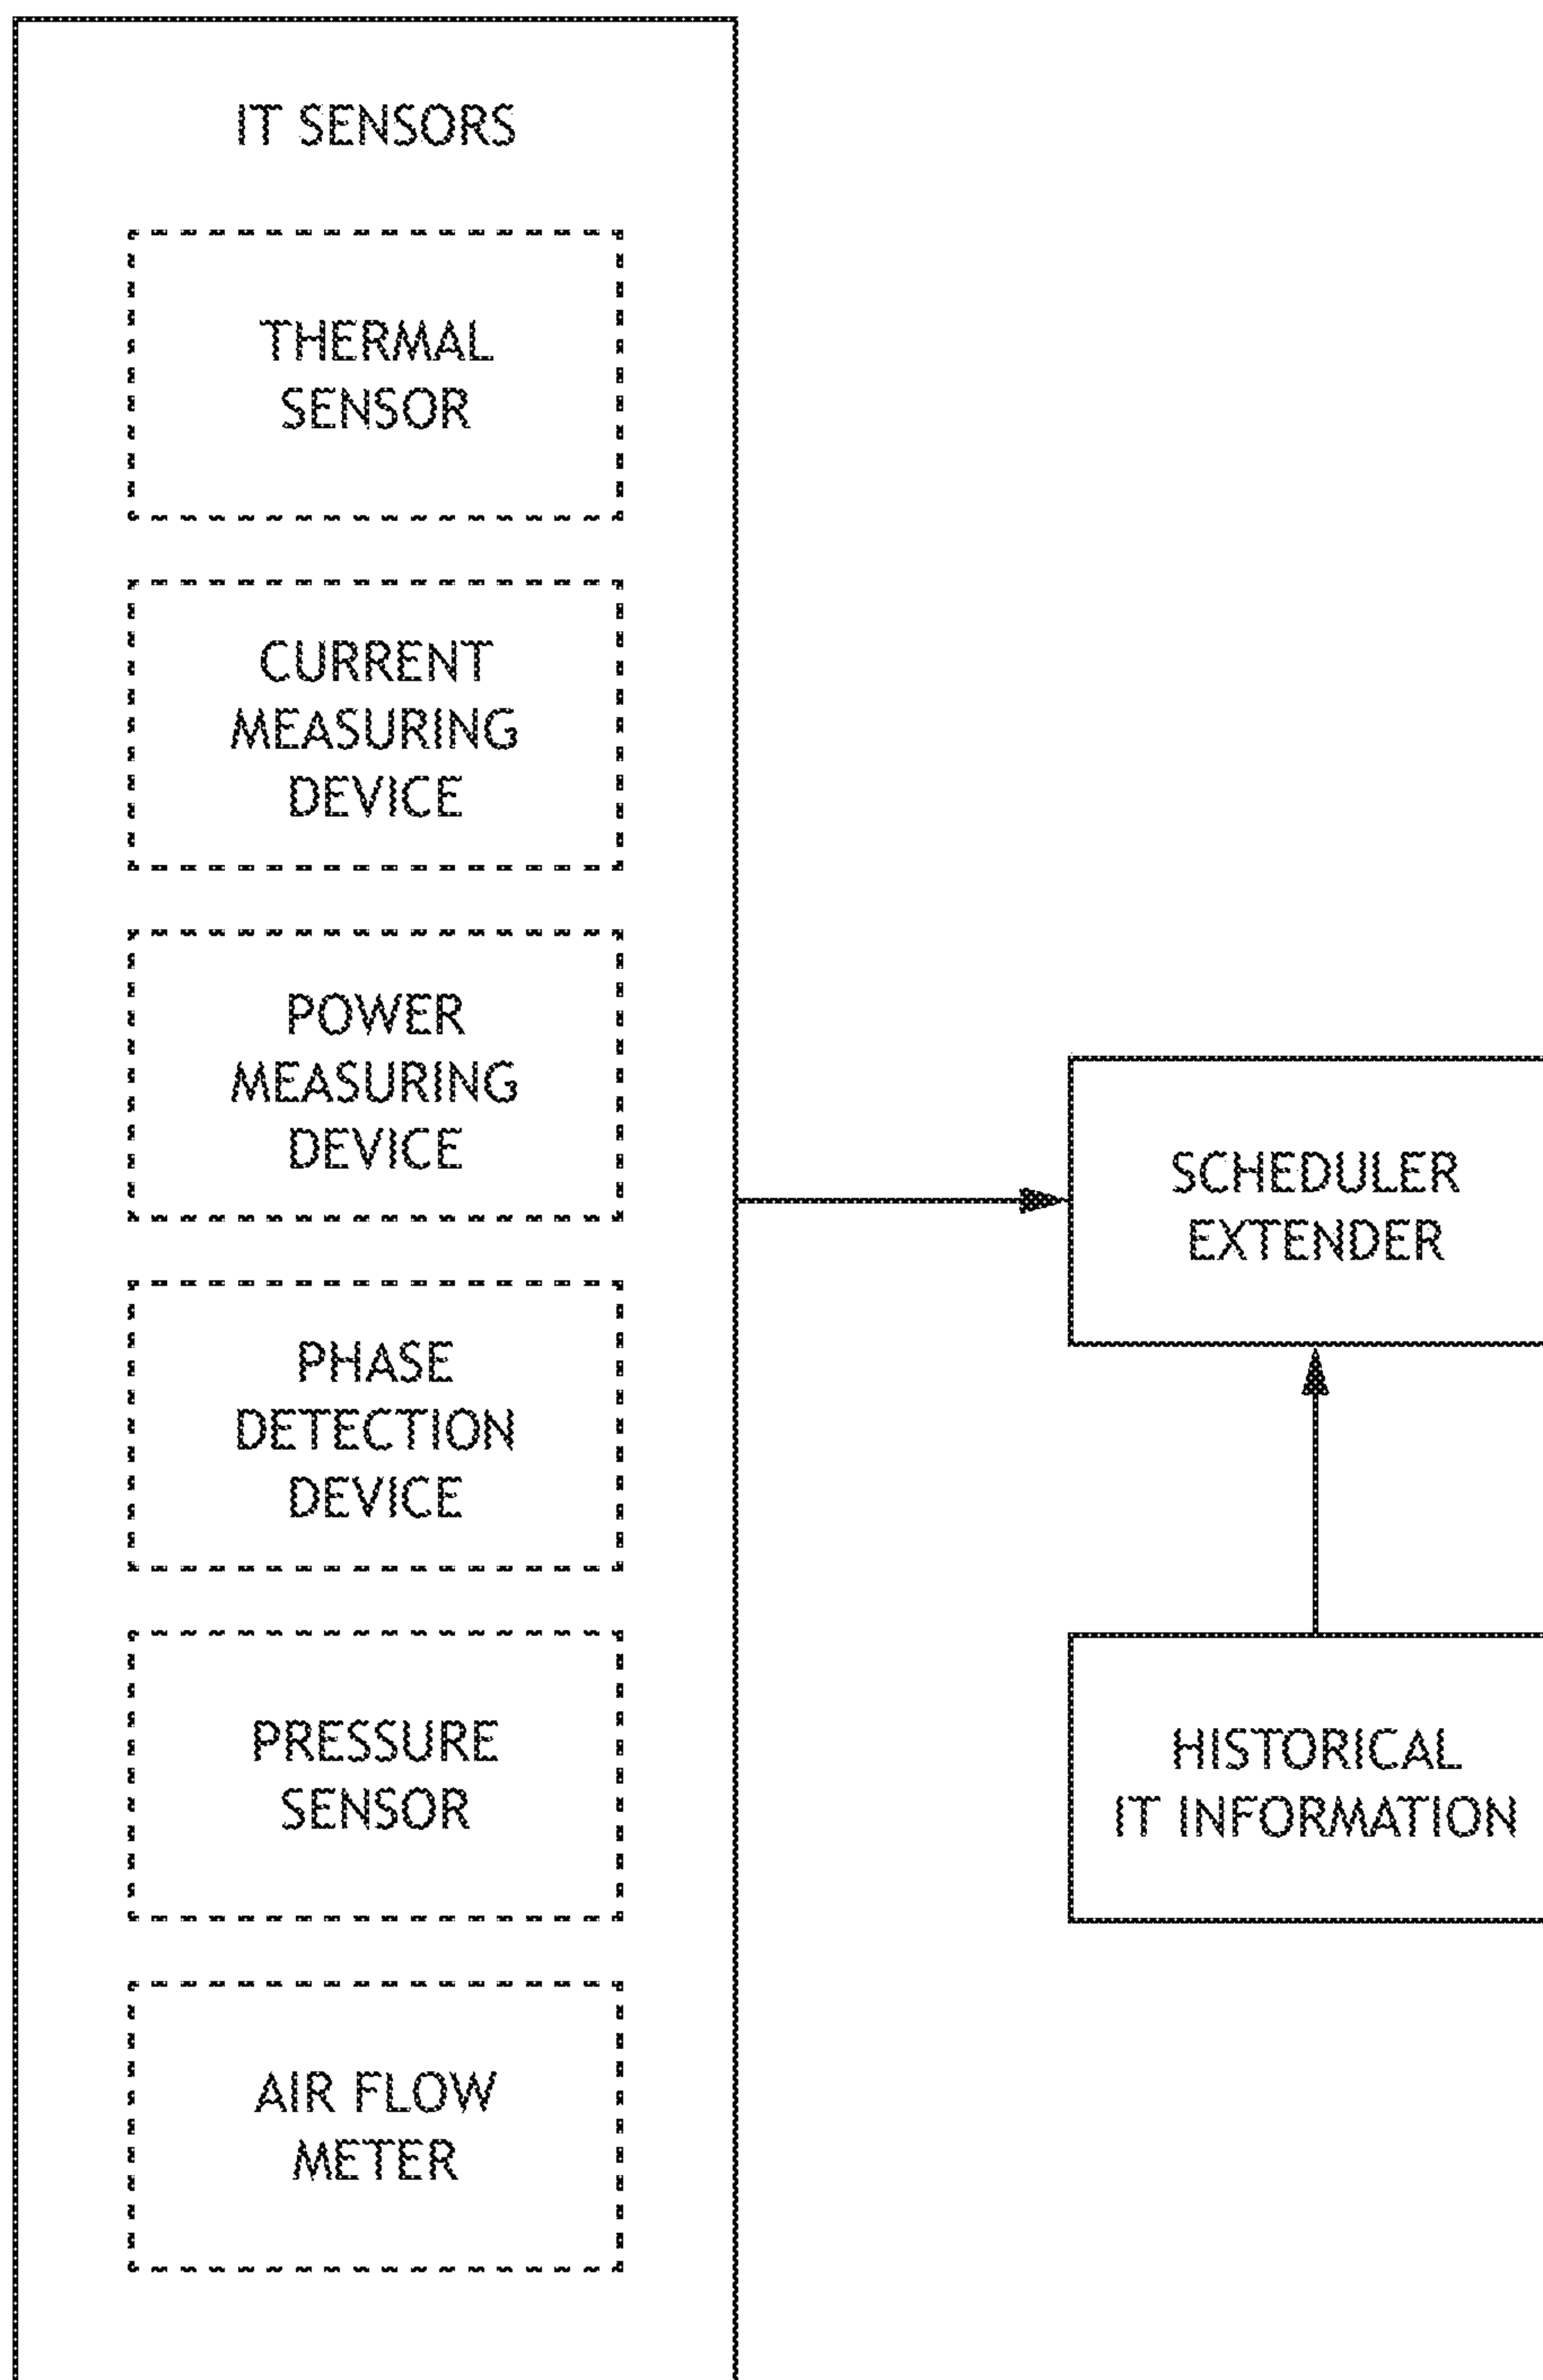 IT SENSORS
THERMAL
SENSOR
CURRENT
MEASURING
DEVICE
POWER
MEASURING
DEVICE
PHASE
DETECTION
DEVICE
PRESSURE
SENSOR
AIR FLOW
METER
SCHEDULER
EXTENDER
HISTORICAL
IT INFORMATION